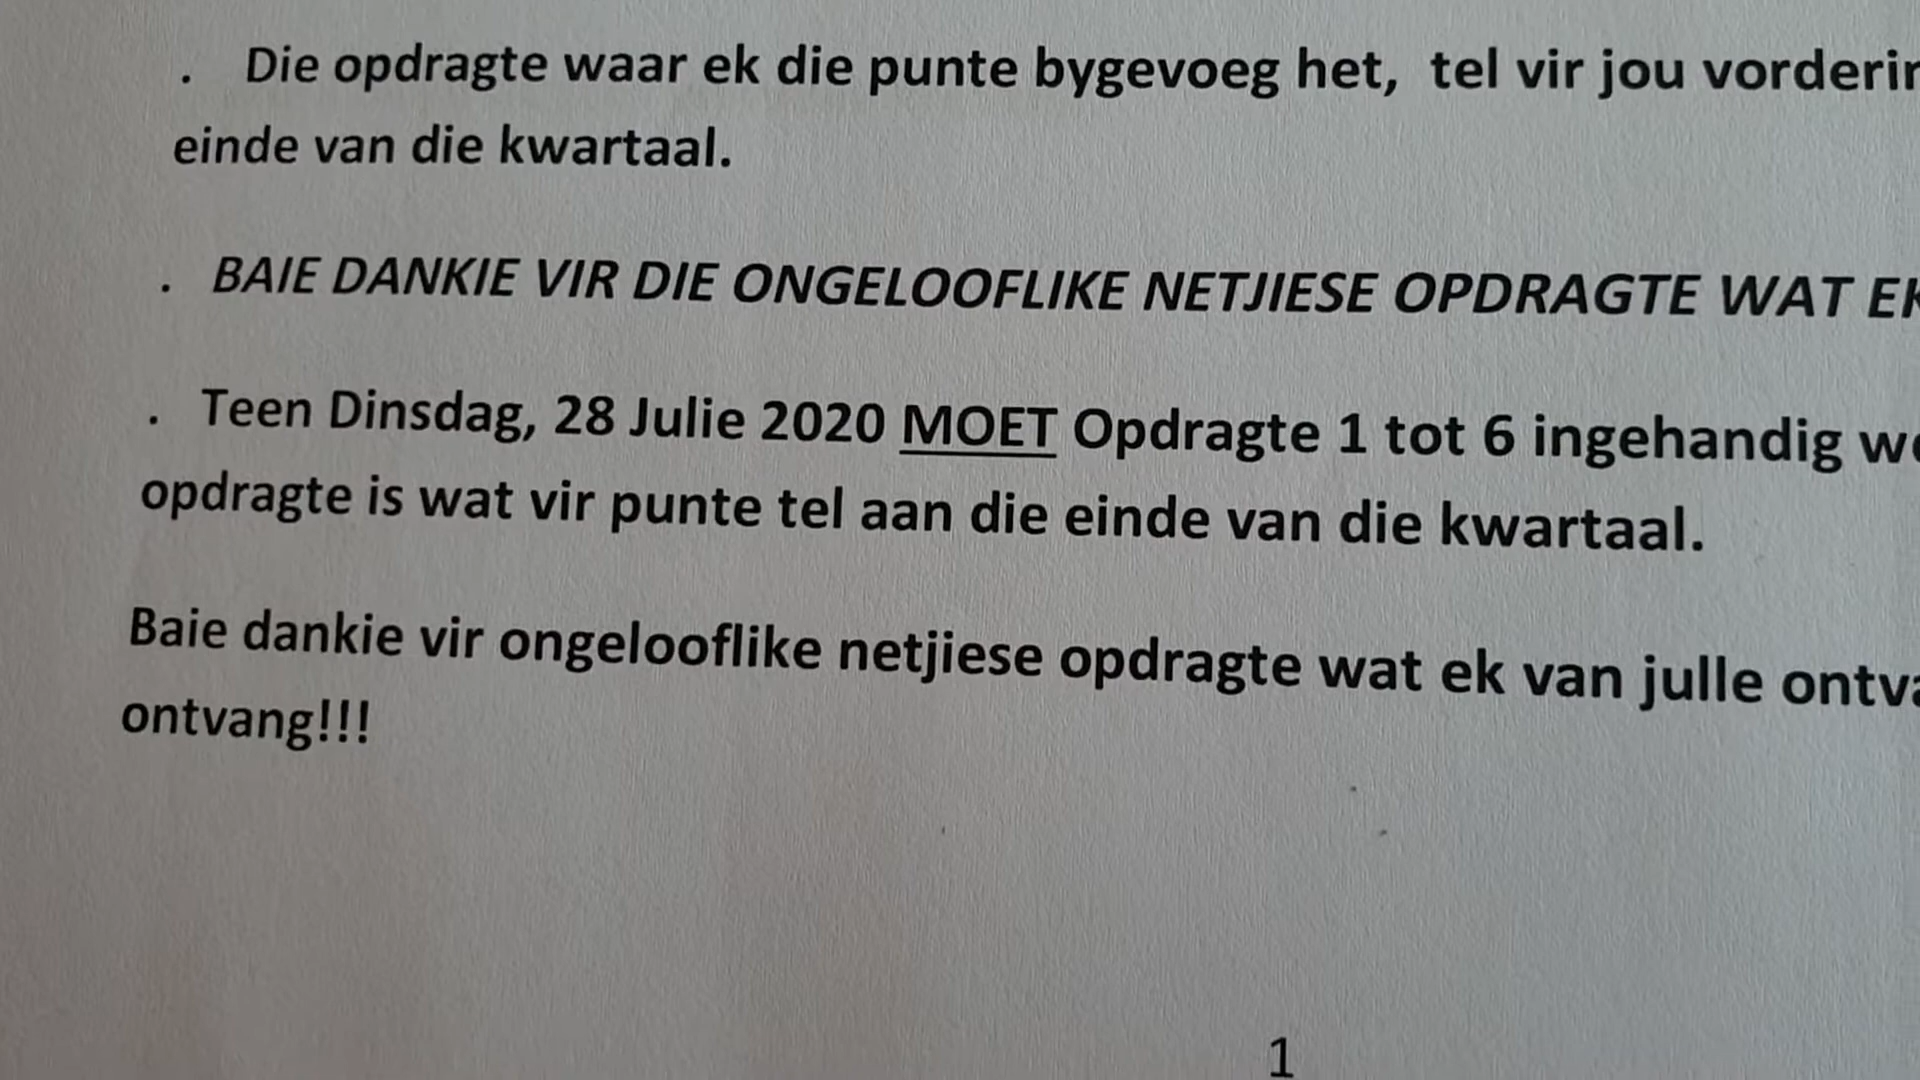 . Die opdragte waar ek die punte bygevoeg het, tel vir jou
einde van die kwartaal.
. BAIE DANKIE VIR DIE ONGELOOFLIKE NETJIESE OPDRAGTE WAT
. Teen Dinsdag, 28 Julie 2020 MOET Opdragte 1 tot 6 ingehandig
opdragte is wat vir punte tel aan die einde van die kwartaal.
Baie dankie vir ongelooflike netjiese opdragte wat ek van julle
ontvang!!!
1